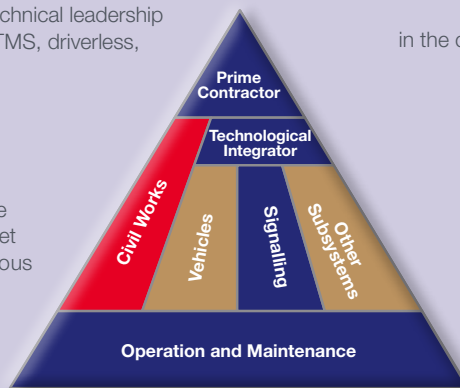 chnical leadership
TMS, driverless,
in the
Prime
Contractor
Technological
Integrator
Civil Works
Vehicles
Signalling
Other
Subsystems
et
ous
Operation and Maintenance